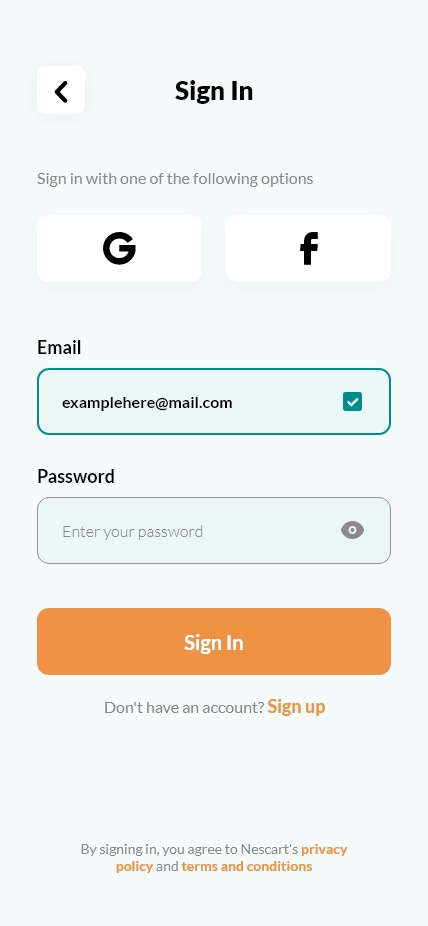 Sign In
Sign in with one of the following options
Email
examplehere@mail.com
Password
Enter your password
Sign In
Don't have an account? Sign up
By signing in, you agree to Nescart's privacy
policy and terms and conditions